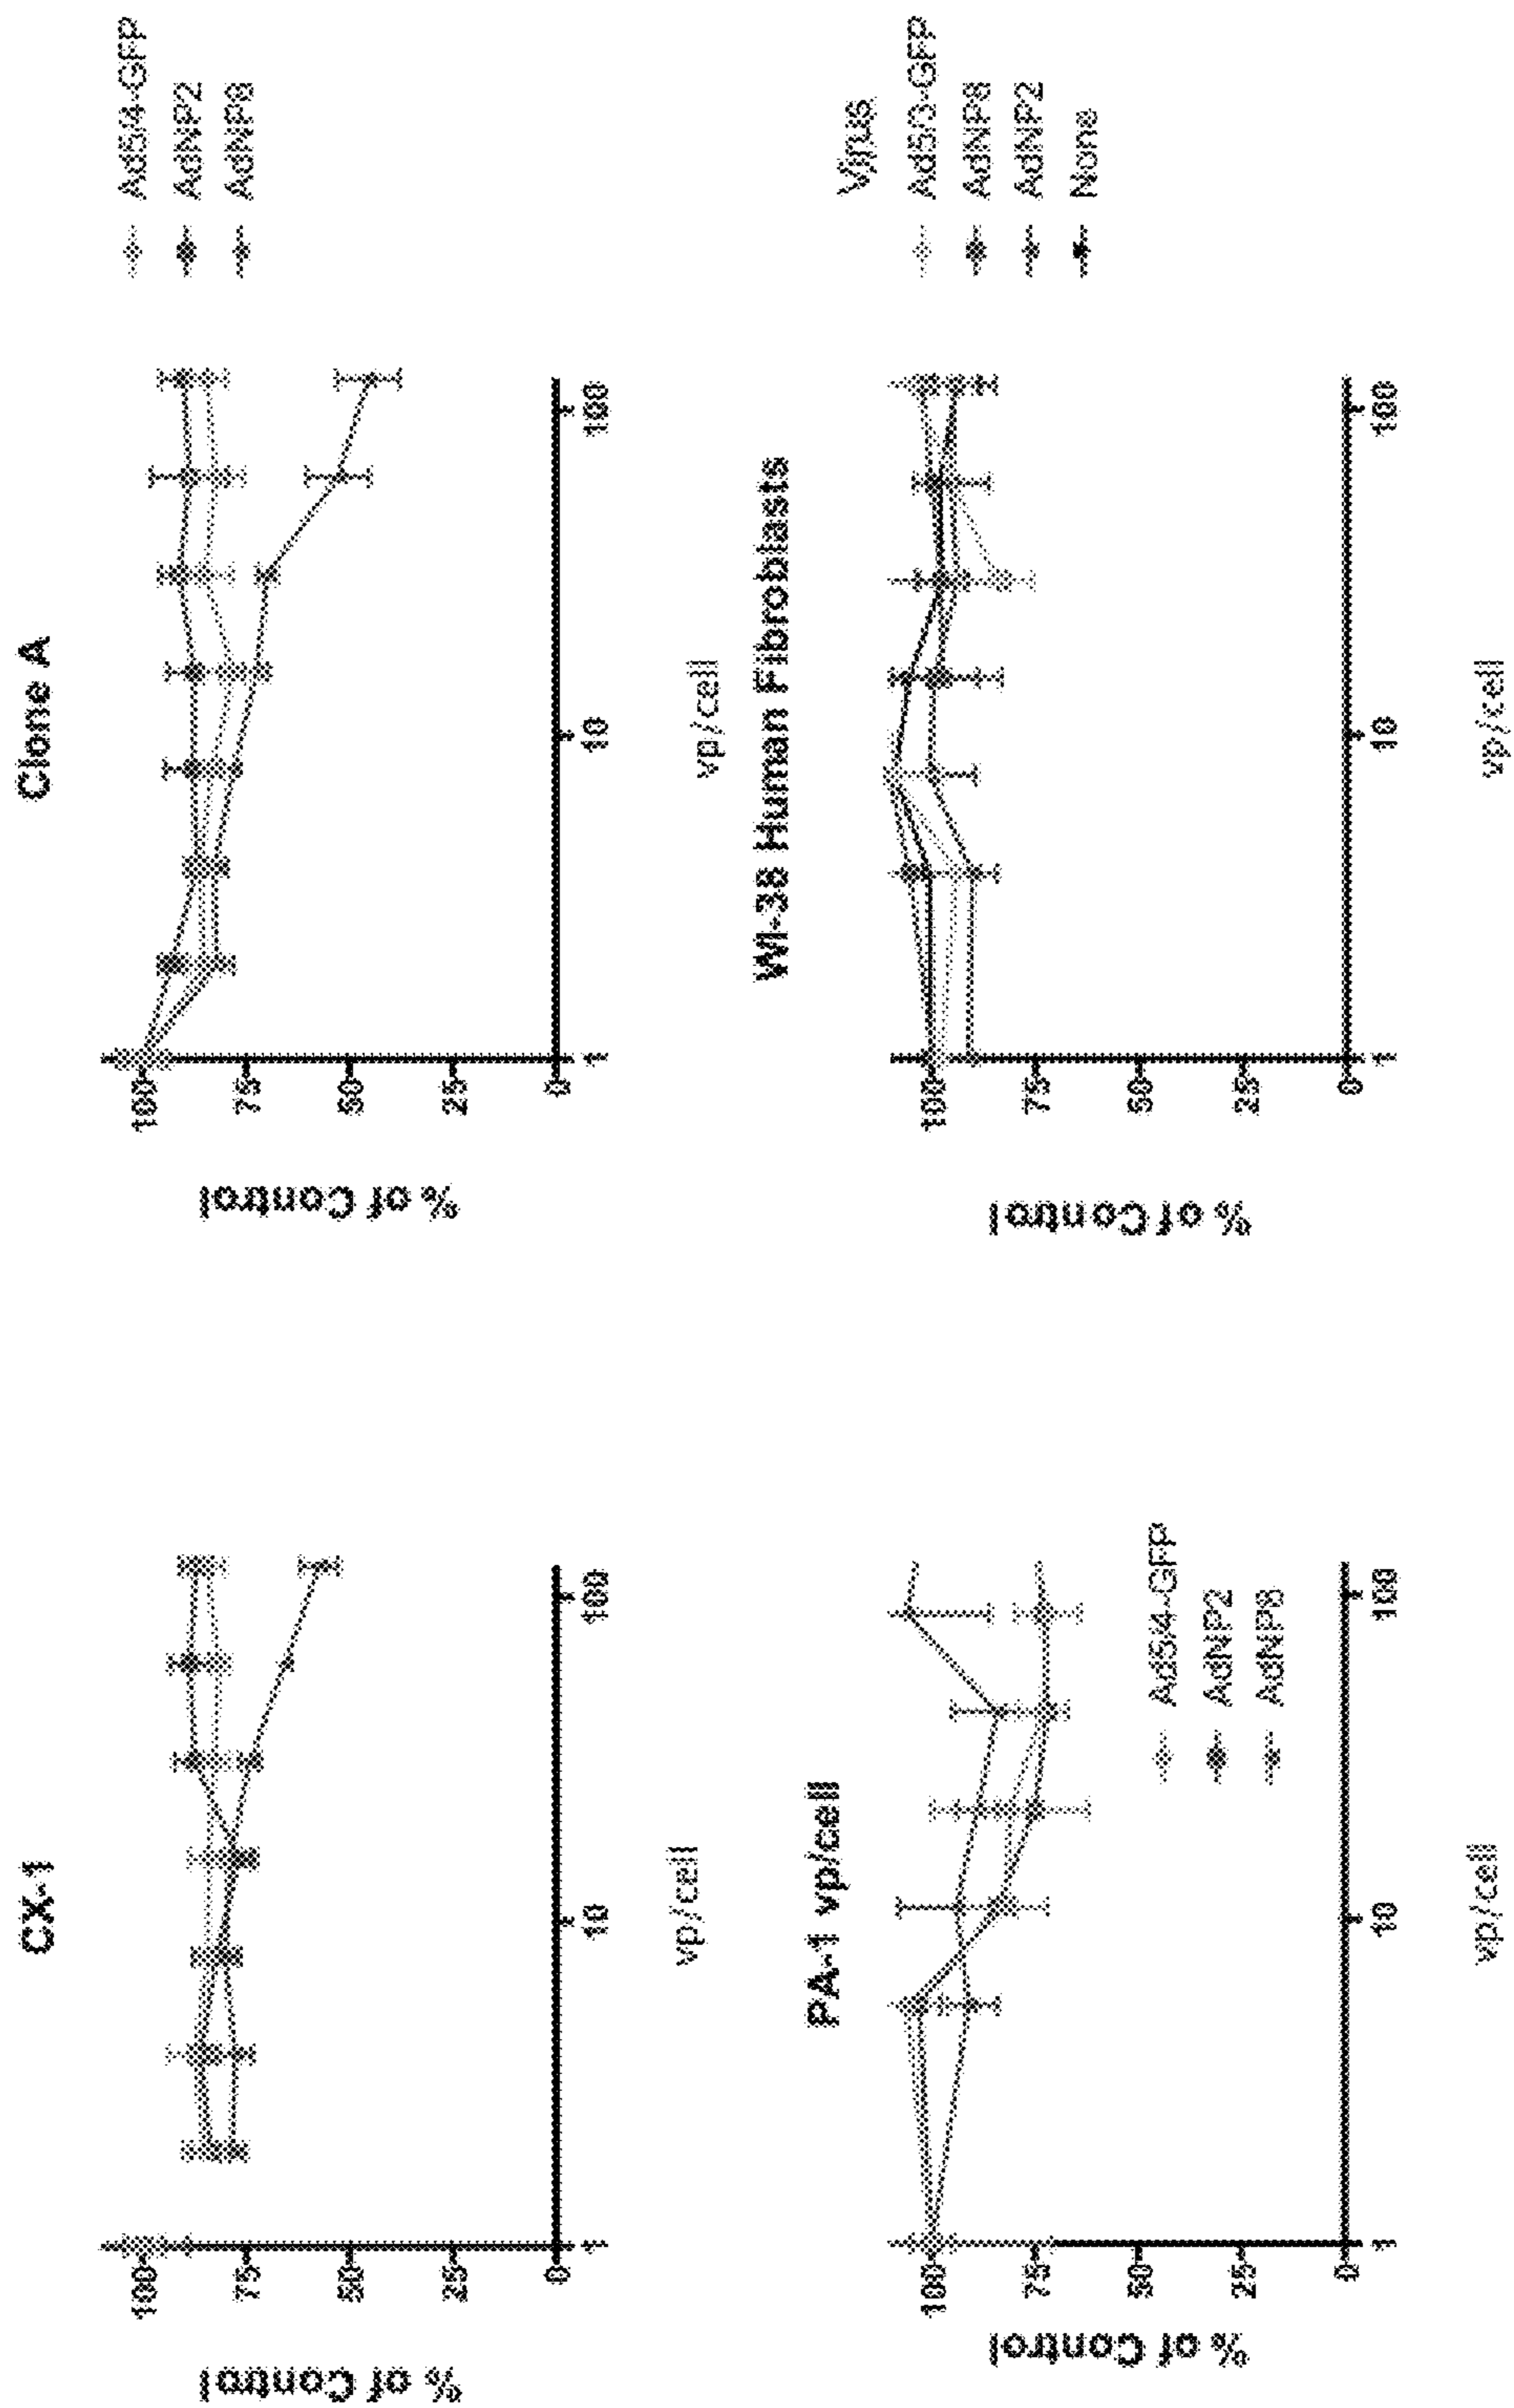 CX-1
% of Control
100
75
50
25
0
1
10
100
vp/cell
Clone A
% of Control
100
75
50
25
0
1
10
100
vp/cell
Ad5/4-GFP
AdNP2
AdNP8
PA-1 vp/cell
% of Control
100
75
50
25
0
1
10
100
vp/cell
Ad5/4-GFP
AdNP2
AdNP8
WI-38 Human Fibroblasts
% of Control
100
75
50
25
0
1
10
100
vp/cell
Virus
Ad5/3-GFP
AdNP8
AdNP2
None